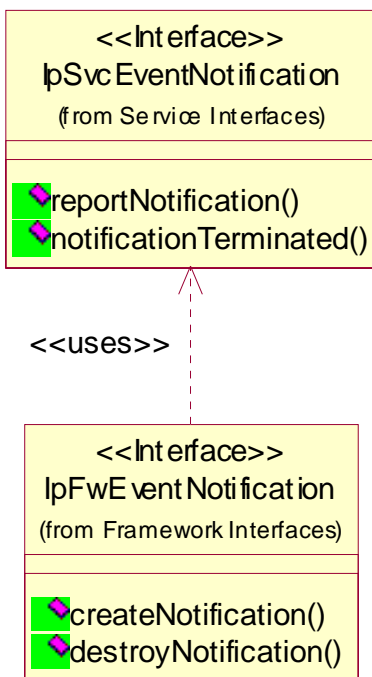 <<Interface>>
IpSvcEventNotification
(from Service Interfaces)
reportNotification()
notificationTerminated()
<<uses>>
<<Interface>>
IpFwEventNotification
(from Framework Interfaces)
createNotification()
destroyNotification()